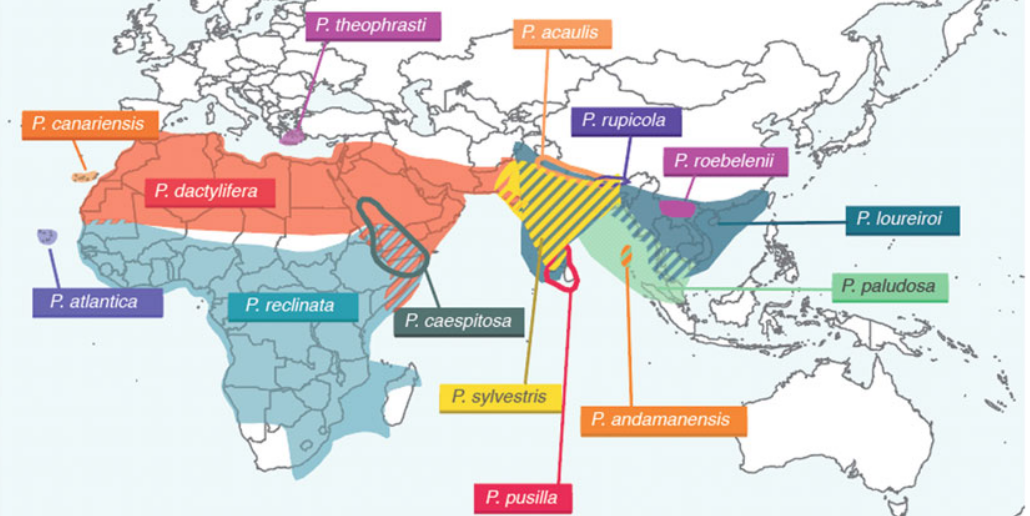 P. theophrasti
P. acaulis
P. canariensis
P. rupicola
P. roebelenii
P. dactylifera
P. loureiroi
P. atlantica
P. reclinata
P. paludosa
P. caespitosa
P. sylvestris
P. andamanensis
P. pusilla